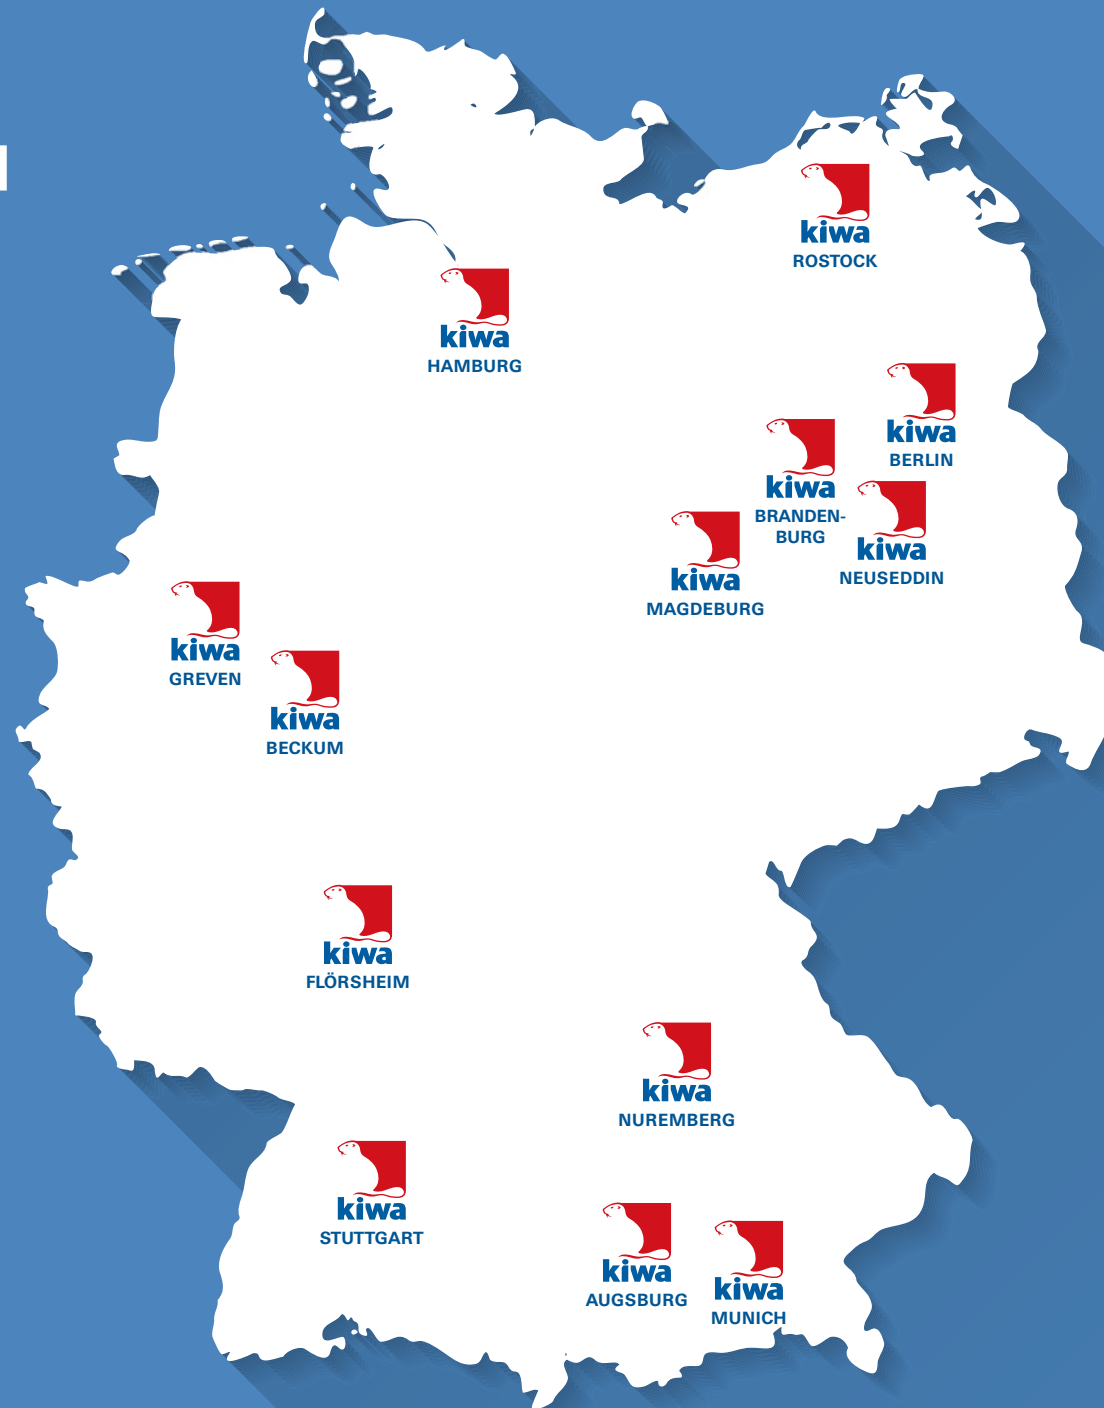 kiwa
ROSTOCK
kiwa
HAMBURG
kiwa
BERLIN
kiwa
BRANDEN-
BURG
kiwa
NEUSEDDIN
kiwa
MAGDEBURG
kiwa
GREVEN
kiwa
BECKUM
kiwa
FLÖRSHEIM
kiwa
NUREMBERG
kiwa
STUTTGART
kiwa
AUGSBURG
kiwa
MUNICH